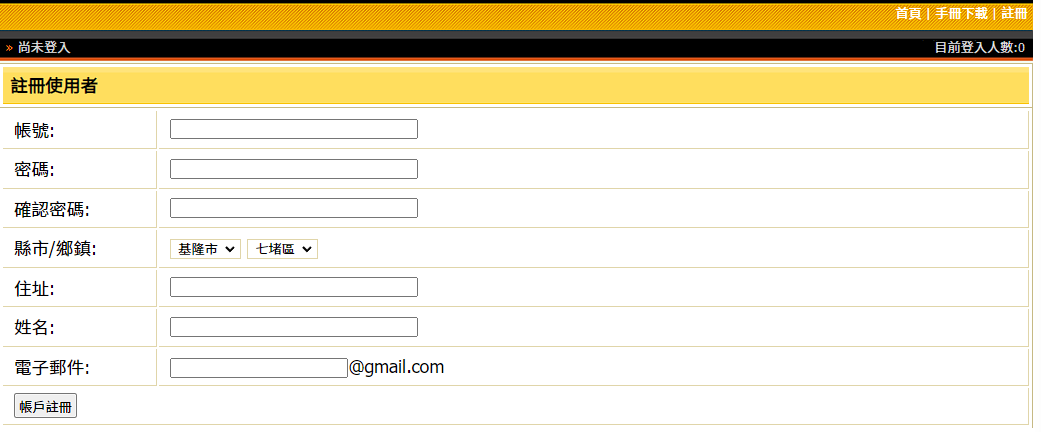 首頁 | 手冊下載 | 註冊
» 尚未登入 目前登入人數:0
註冊使用者
帳號:
密碼:
確認密碼:
縣市/鄉鎮: 基隆市 七堵區
住址:
姓名:
電子郵件: @gmail.com
帳戶註冊